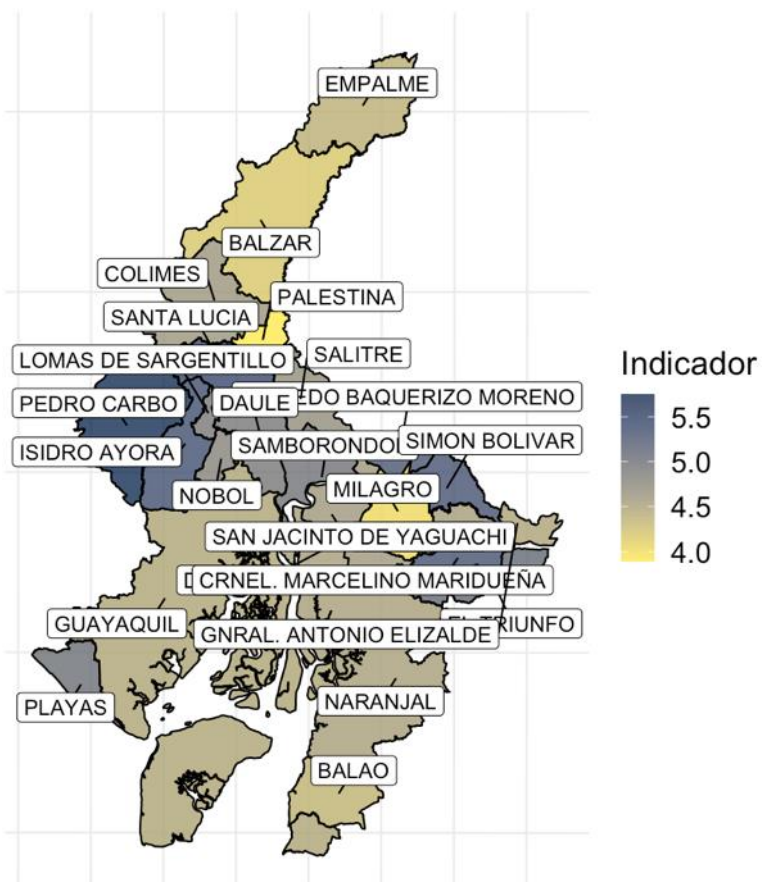 EMPALME
BALZAR
COLIMES
PALESTINA
SANTA LUCIA
LOMAS DE SARGENTILLO
SALITRE
Indicador
PEDRO CARBO
DAULE
EDO BAQUERIZO MORENO
5.5
ISIDRO AYORA
SAMBORONDO
SIMON BOLIVAR
5.0
NOBOL
MILAGRO
4.5
SAN JACINTO DE YAGUACHI
4.0
D
CRNEL. MARCELINO MARIDUEÑA
GUAYAQUIL
GNRAL. ANTONIO ELIZALDE
TRIUNFO
PLAYAS
NARANJAL
BALAO